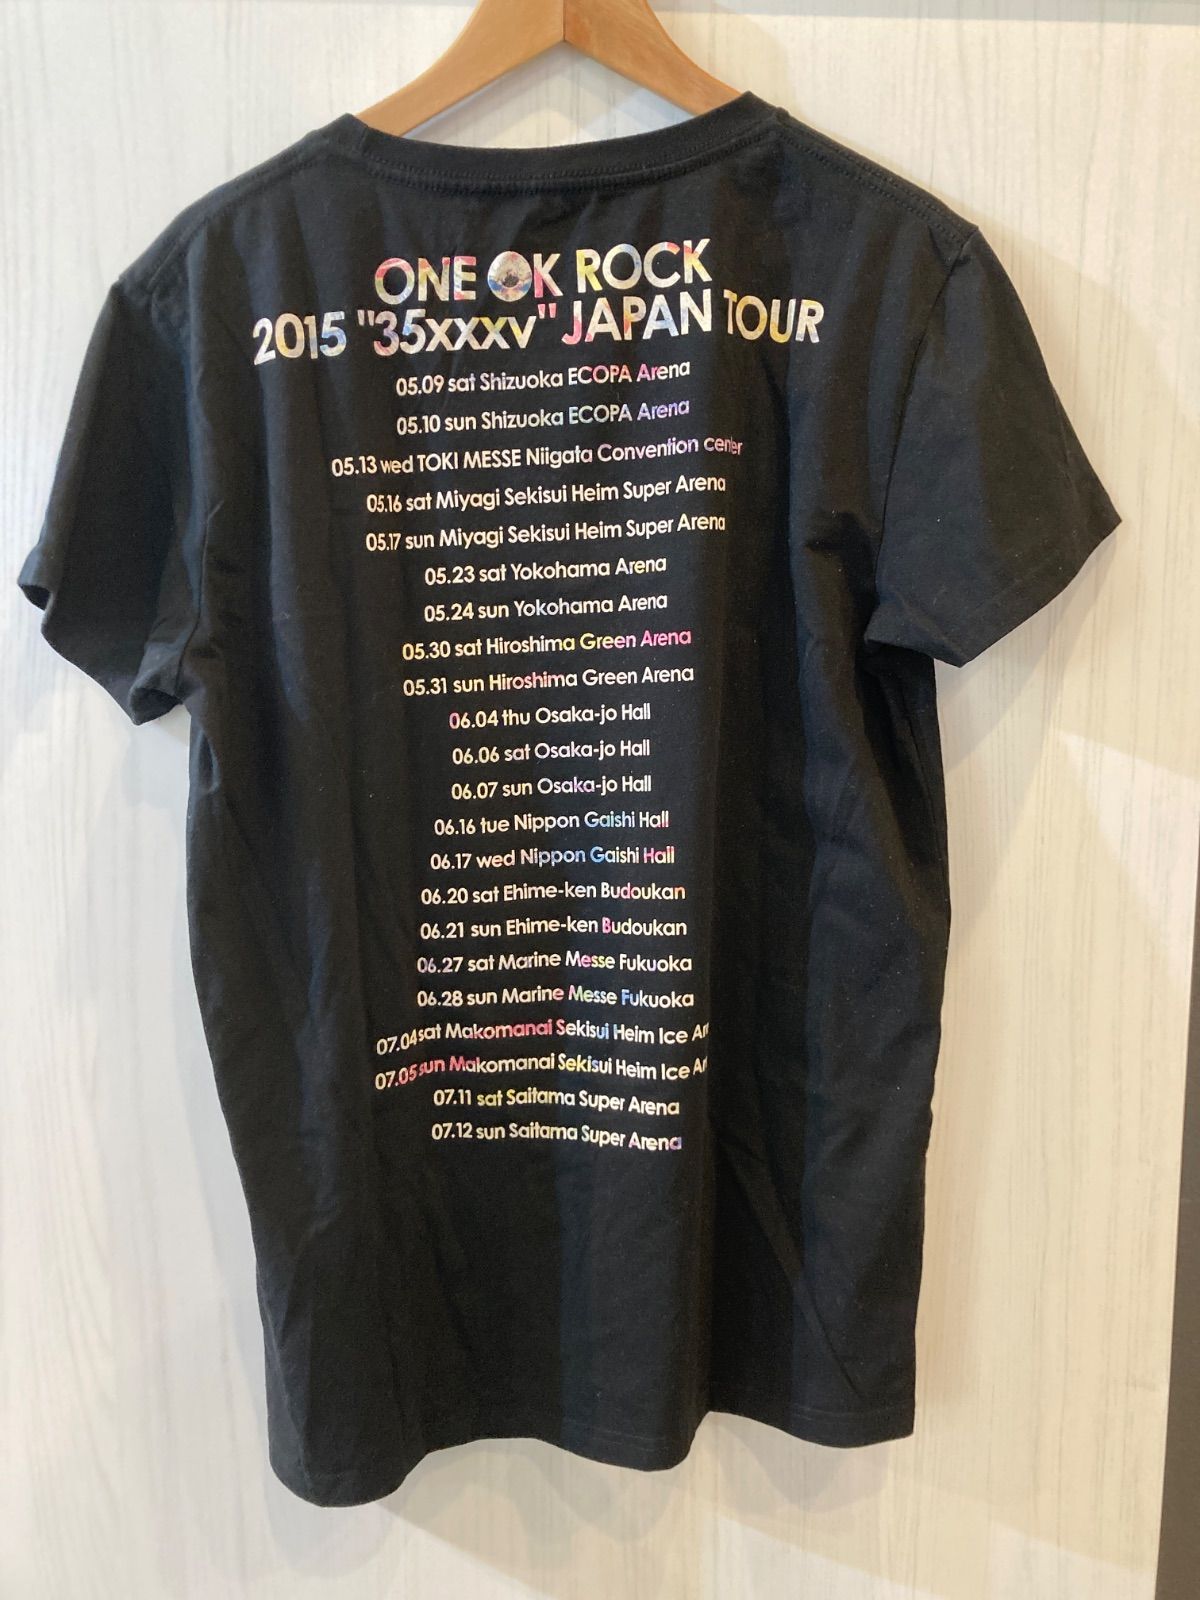 ONE OK ROCK
2015 "35xxxv" JAPAN TOUR
05.09 sat Shizuoka ECOPA Arena
05.10 sun Shizuoka ECOPA Arena
05.13 wed TOKI MESSE Niigata Convention center
05.16 sat Miyagi Sekisui Heim Super Arena
05.17 sun Miyagi Sekisui Heim Super Arena
05.23 sat Yokohama Arena
05.24 sun Yokohama Arena
05.30 sat Hiroshima Green Arena
05.31 sun Hiroshima Green Arena
06.04 thu Osaka-jo Hall
06.06 sat Osaka-jo Hall
06.07 sun Osaka-jo Hall
06.16 tue Nippon Gaishi Hall
06.17 wed Nippon Gaishi Hall
06.20 sat Ehime-ken Budoukan
06.21 sun Ehime-ken Budoukan
06.27 sat Marine Messe Fukuoka
06.28 sun Marine Messe Fukuoka
07.04 sat Makomanai Sekisui Heim Ice
07.05 sun Makomanai Sekisui Heim Ice
07.11 sat Saitama Super Arena
07.12 sun Saitama Super Arena